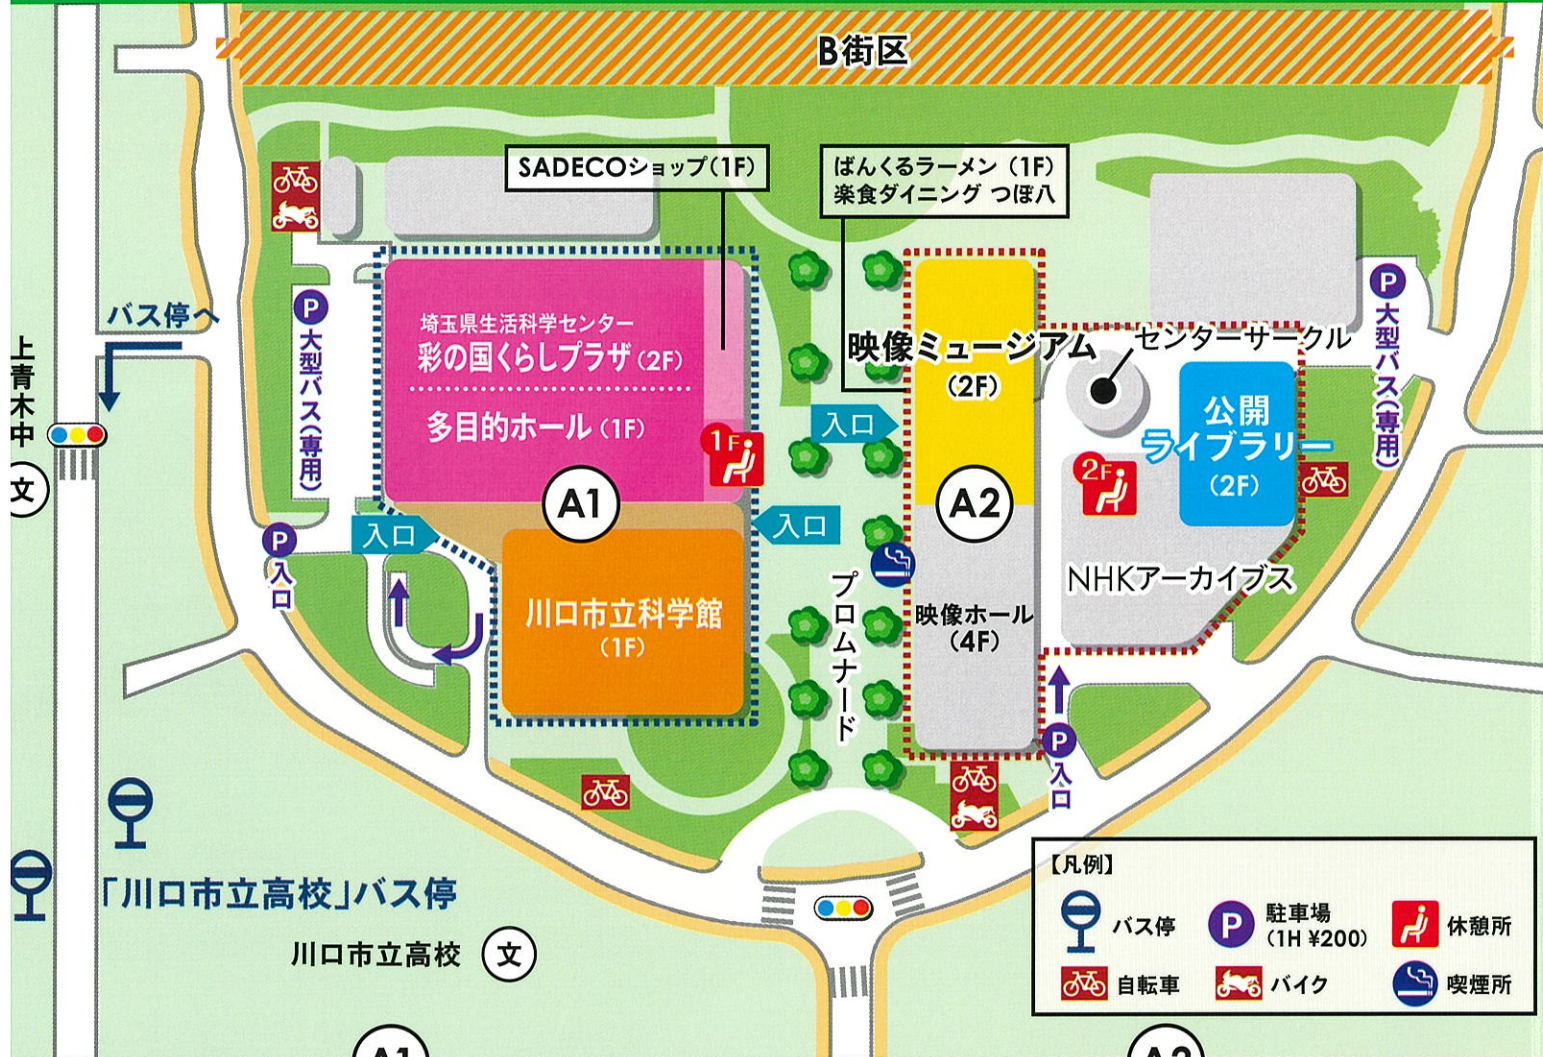 B街区
SADECOショップ(1F)
ばんくるラーメン(1F)
楽食ダイニング つぼ八
バス停へ
上青木中
文
P
大型バス(専用)
埼玉県生活科学センター
彩の国くらしプラザ(2F)
多目的ホール(1F)
1F
A1
入口
入口
川口市立科学館
(1F)
P
入口
プロムナード
映像ミュージアム
(2F)
入口
A2
映像ホール
(4F)
センターサークル
公開
ライブラリー
(2F)
2F
NHKアーカイブス
P
大型バス(専用)
P
入口
「川口市立高校」バス停
川口市立高校
文
【凡例】
バス停
P
駐車場
(1H ¥200)
休憩所
自転車
バイク
喫煙所
A1
A2